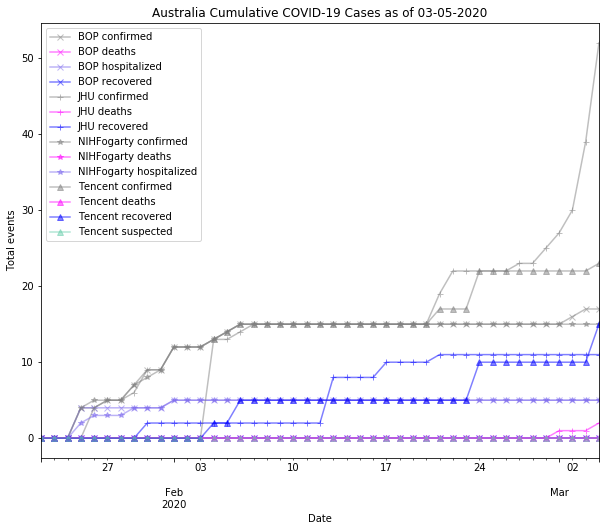 Australia Cumulative COVID-19 Cases as of 03-05-2020
BOP confirmed
BOP deaths
BOP hospitalized
BOP recovered
JHU confirmed
JHU deaths
JHU recovered
NIHFogarty confirmed
NIHFogarty deaths
NIHFogarty hospitalized
Tencent confirmed
Tencent deaths
Tencent recovered
Tencent suspected
Total events
50
40
30
20
10
0
27 03 10 17 24 02
Feb Mar
2020
Date